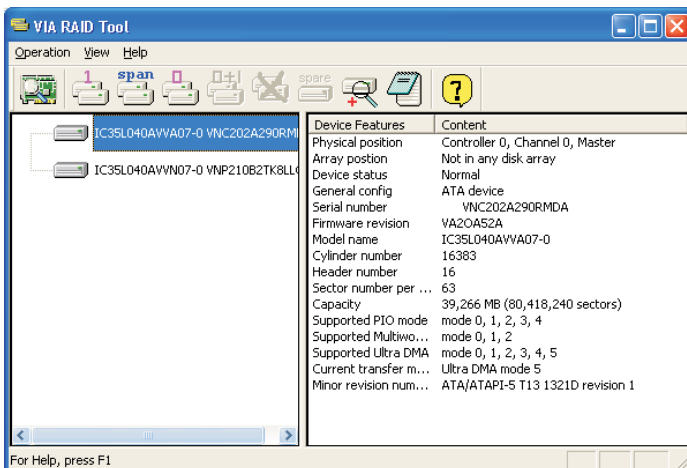 VIA RAID Tool
Operation View Help
1 span 0 0+1 spare ?
IC35L040AVVA07-0 VNC202A290RM
IC35L040AVVN07-0 VNP210B2TK8LL
Device Features Content
Physical position Controller 0, Channel 0, Master
Array postion Not in any disk array
Device status Normal
General config ATA device
Serial number VNC202A290RMDA
Firmware revision VA2OA52A
Model name IC35L040AVVA07-0
Cylinder number 16383
Header number 16
Sector number per ... 63
Capacity 39,266 MB (80,418,240 sectors)
Supported PIO mode mode 0, 1, 2, 3, 4
Supported Multiwo... mode 0, 1, 2
Supported Ultra DMA mode 0, 1, 2, 3, 4, 5
Current transfer m... Ultra DMA mode 5
Minor revision num... ATA/ATAPI-5 T13 1321D revision 1
For Help, press F1